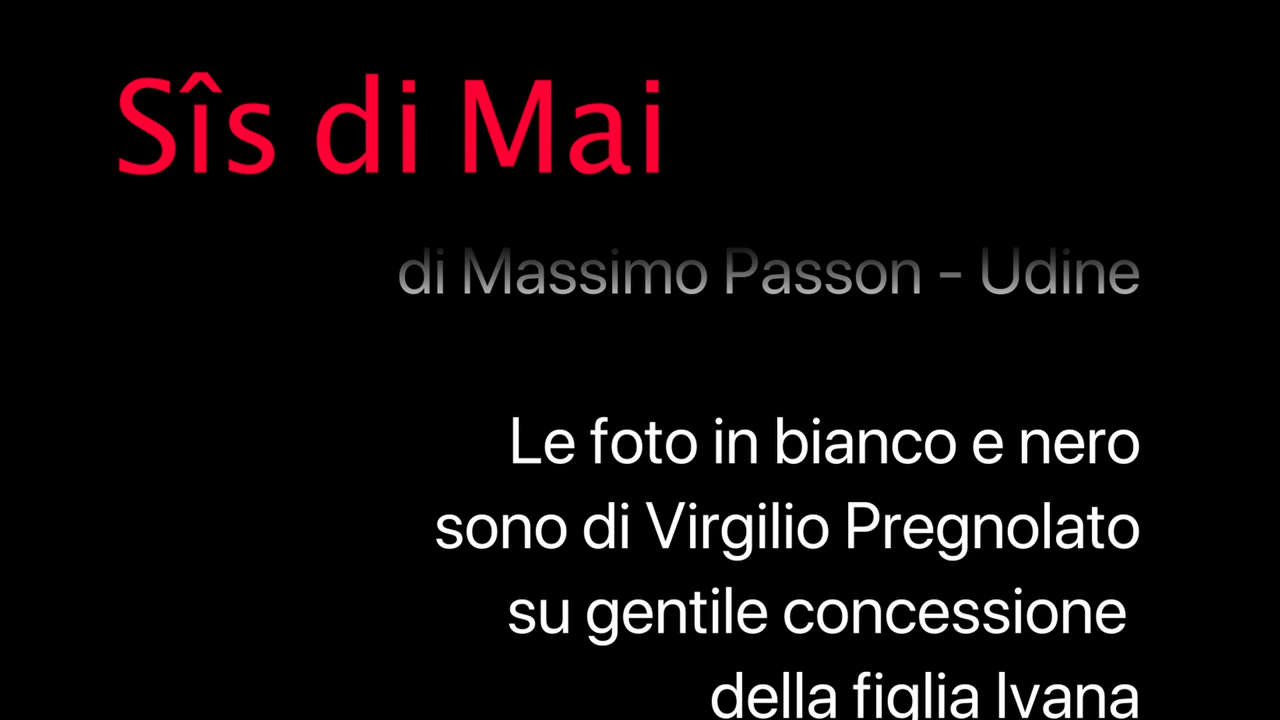 Sîs di Mai
di Massimo Passon - Udine
Le foto in bianco e nero
sono di Virgilio Pregnolato
su gentile concessione
della figlia Ivana